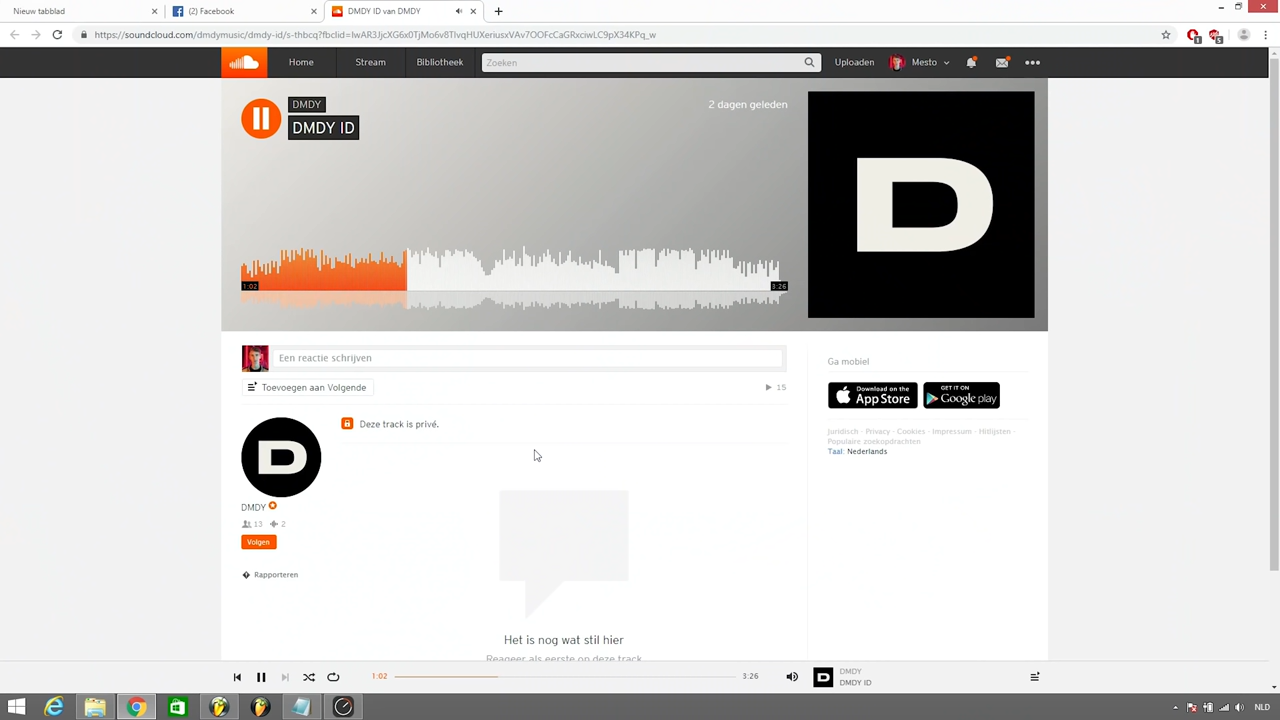 Nieuw tabblad
(2) Facebook
DMDY ID van DMDY
https://soundcloud.com/dmdymusic/dmdy-id/s-thbcq?fbclid=IwAR3JjcXG6x0TjMo6v8TlvqHUXeriusxVAv7OOFcCaGRxciwLC9pX34KPq_w
1
5
Home
Stream
Bibliotheek
Zoeken
Uploaden
Mesto
DMDY
DMDY ID
2 dagen geleden
D
1:02
3:26
Een reactie schrijven
Toevoegen aan Volgende
15
D
DMDY
13
2
Volgen
Rapporteren
Deze track is privé.
Het is nog wat stil hier
Reageer als eerste op deze track
Ga mobiel
Download on the
App Store
GET IT ON
Google play
Juridisch - Privacy - Cookies - Impressum - Hitlijsten -
Populaire zoekopdrachten
Taal: Nederlands
1:02
3:26
D
DMDY
DMDY ID
NLD